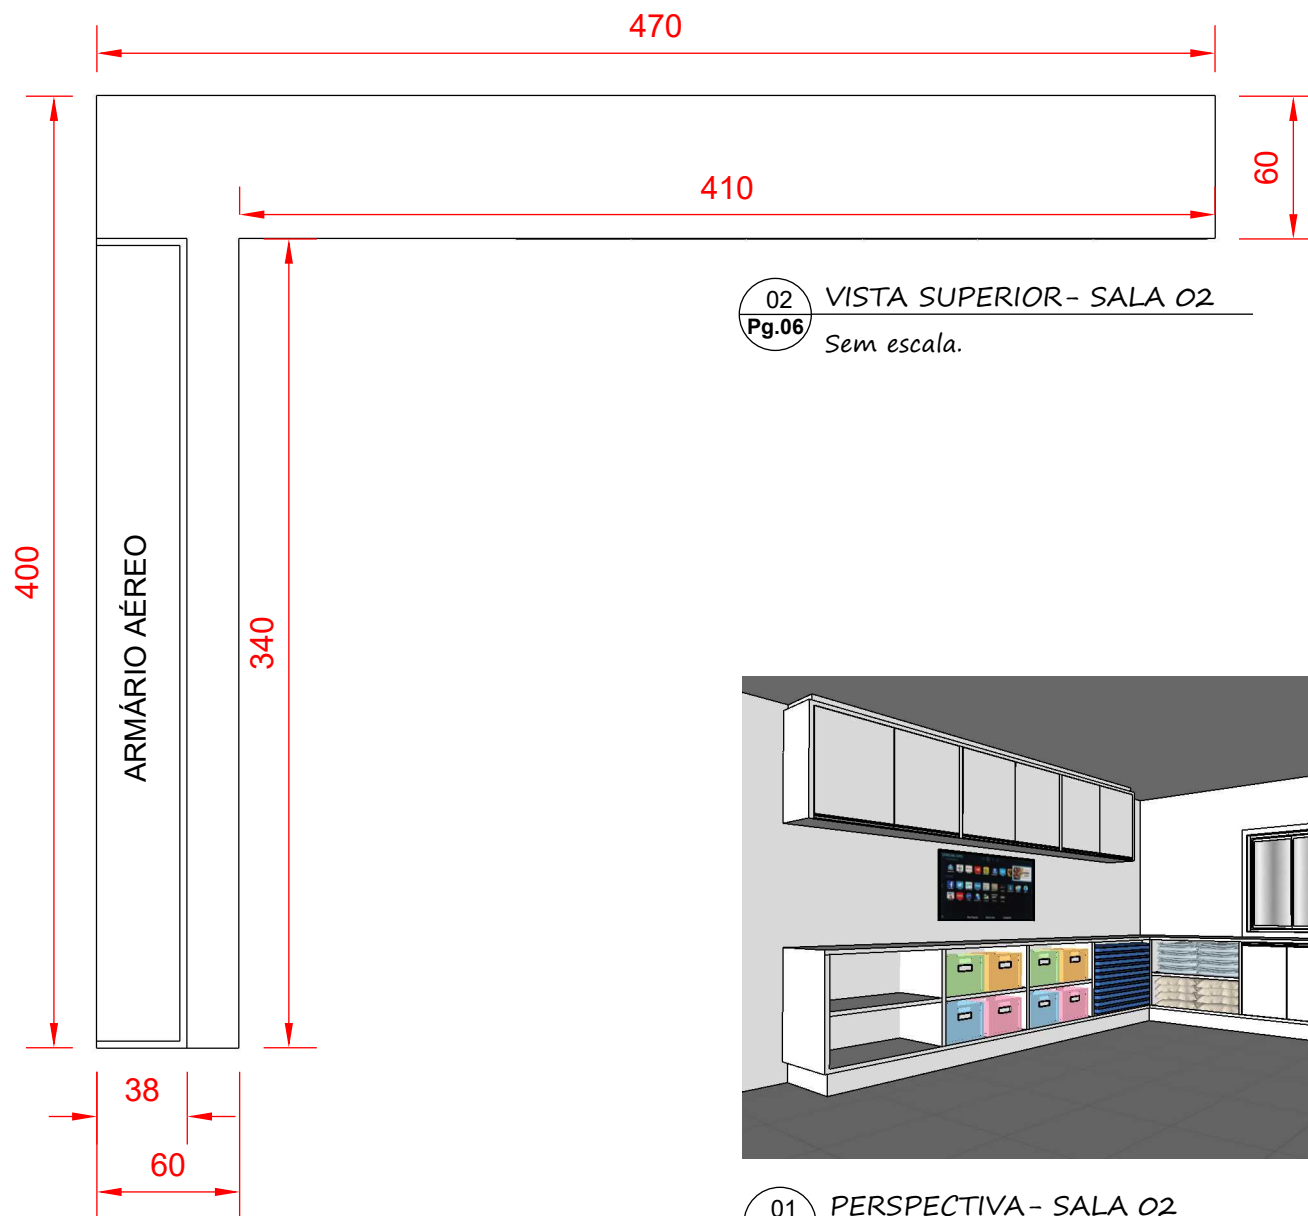 470
410
60
02 VISTA SUPERIOR- SALA 02
Pg.06 Sem escala.
400
ARMÁRIO AÉREO
340
38
60
01 PERSPECTIVA- SALA 02